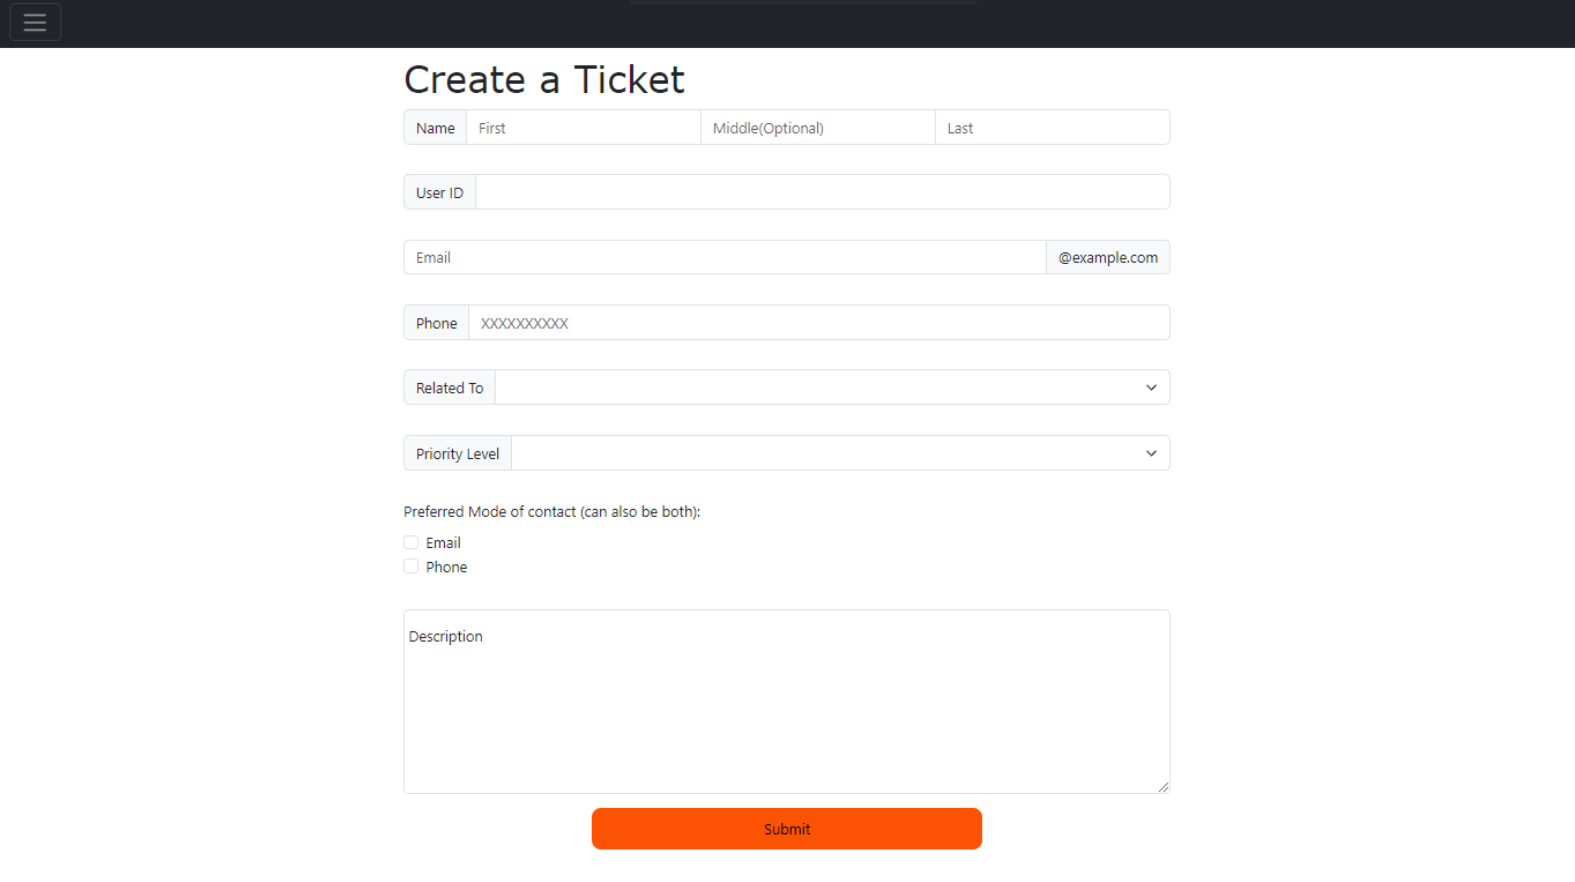 Create a Ticket
Name First Middle(Optional) Last
User ID
Email @example.com
Phone XXXXXXXXXX
Related To
Priority Level
Preferred Mode of contact (can also be both):
Email
Phone
Description
Submit